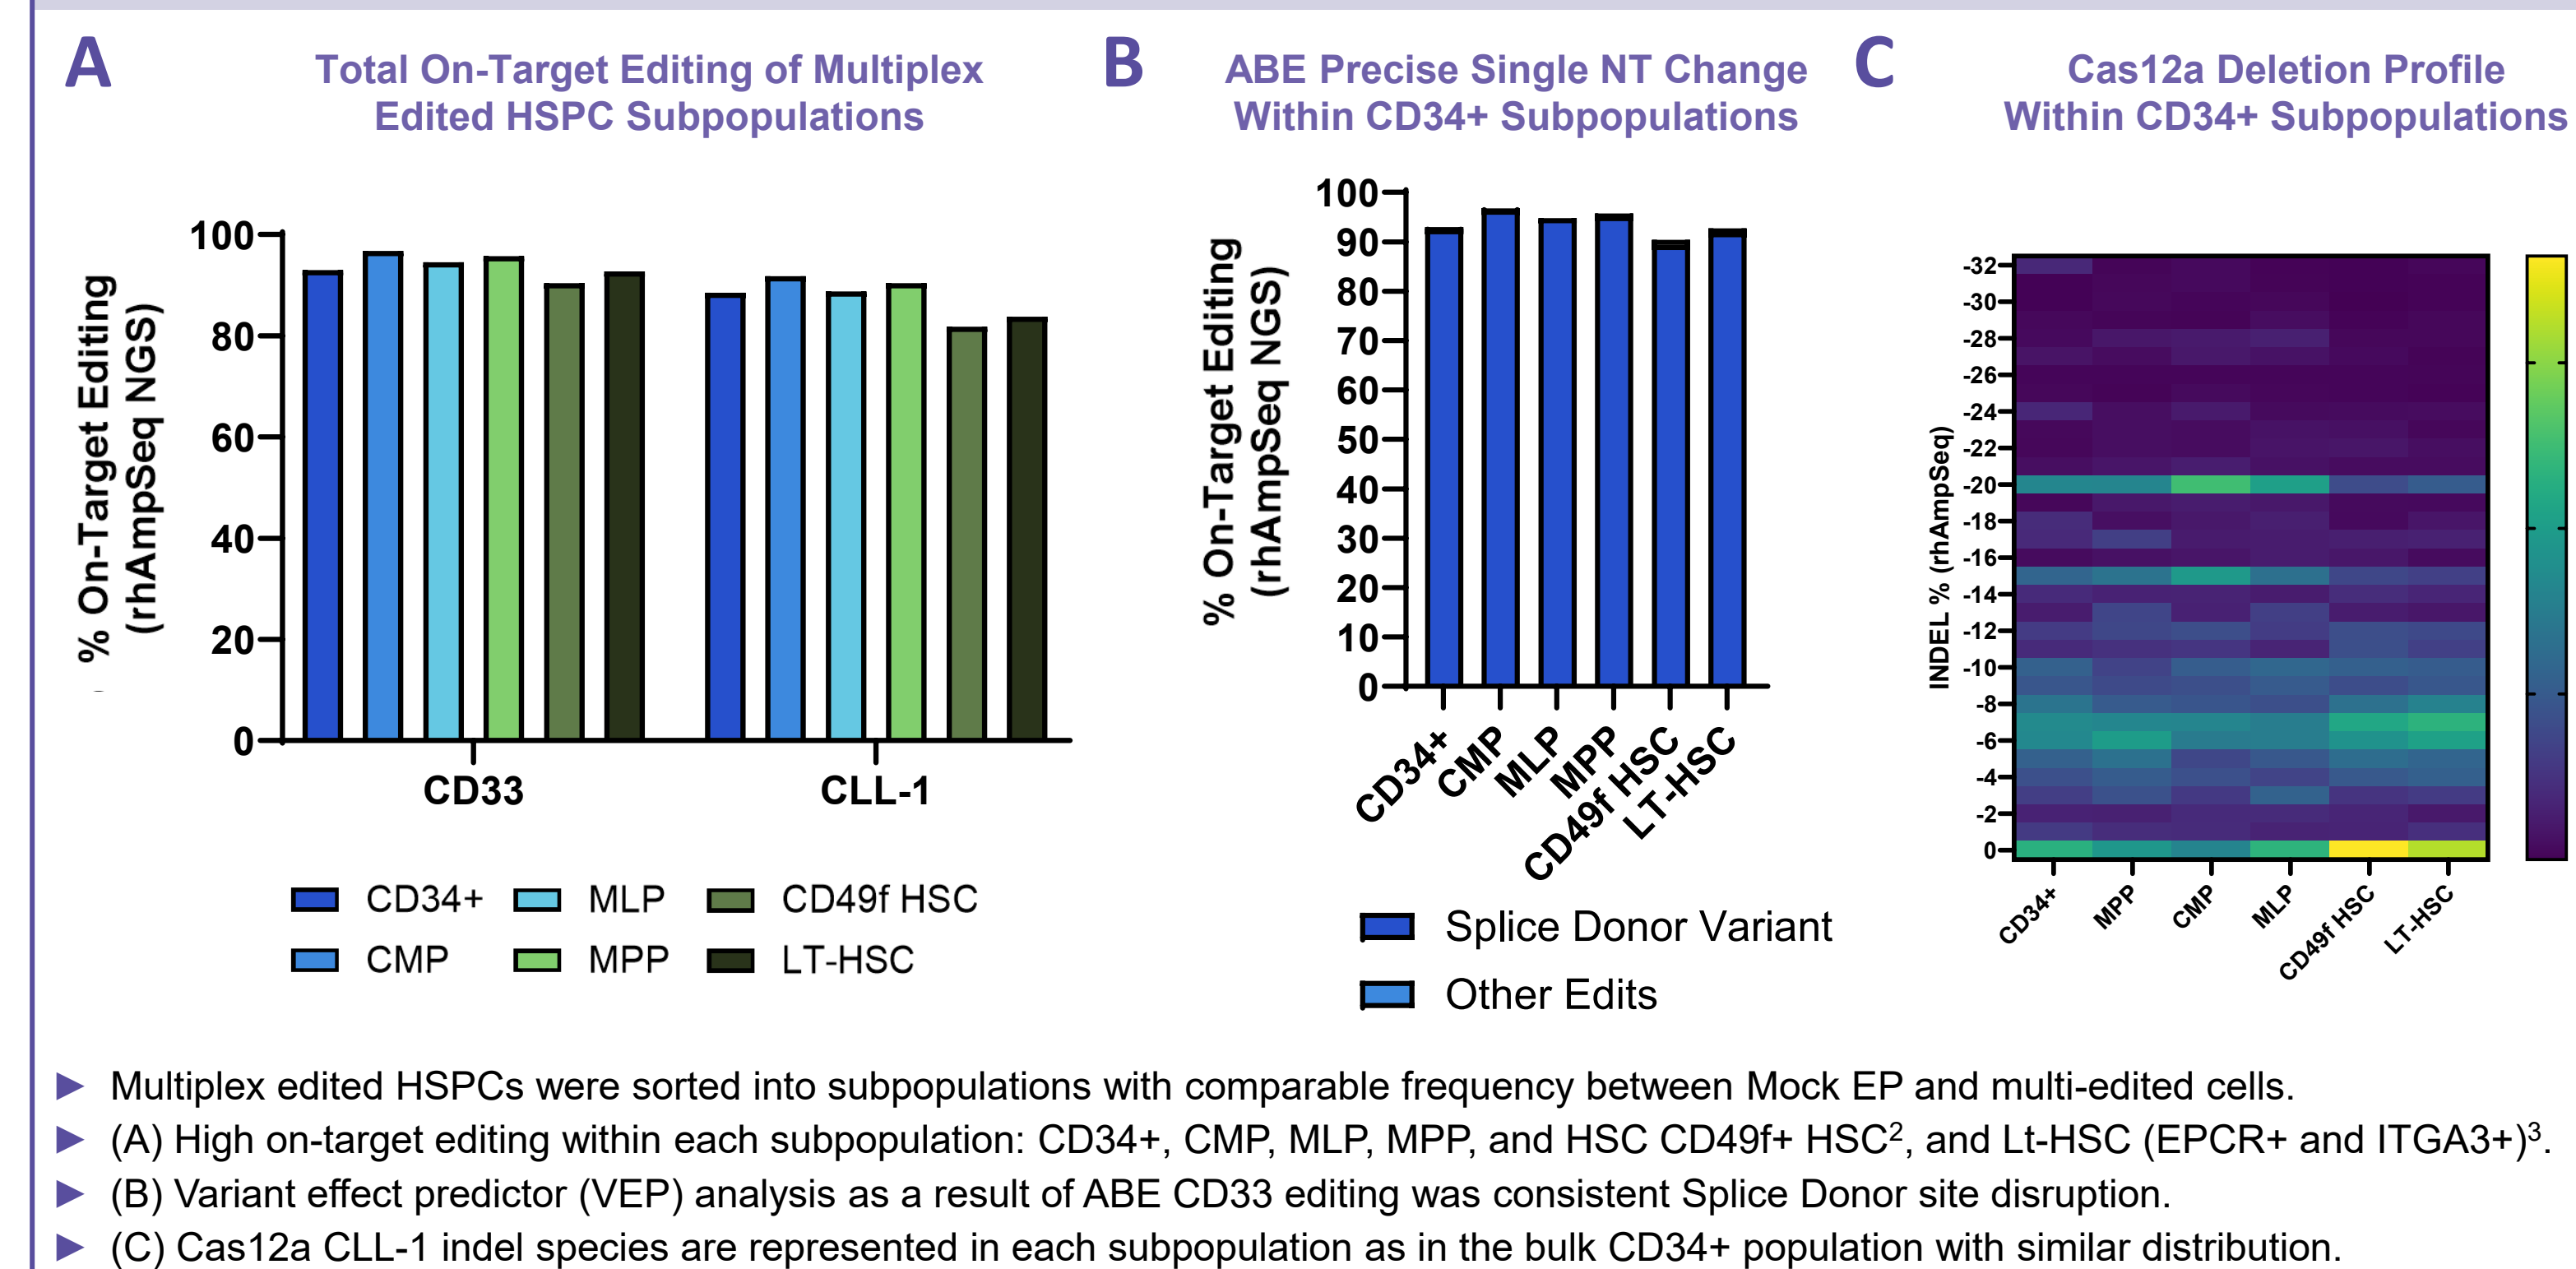 A
Total On-Target Editing of Multiplex
Edited HSPC Subpopulations
% On-Target Editing
(rhAmpSeq NGS)
100
80
60
40
20
0
CD33
CLL-1
CD34+
MLP
CD49f HSC
CMP
MPP
LT-HSC
B
ABE Precise Single NT Change
Within CD34+ Subpopulations
% On-Target Editing
(rhAmpSeq NGS)
100
90
80
70
60
50
40
30
20
10
0
CD34+
CMP
MLP
MPP
CD49f HSC
LT-HSC
Splice Donor Variant
Other Edits
C
Cas12a Deletion Profile
Within CD34+ Subpopulations
INDEL % (rhAmpSeq)
-32
-30
-28
-26
-24
-22
-20
-18
-16
-14
-12
-10
-8
-6
-4
-2
0
CD34+
MPP
CMP
MLP
CD49f HSC
LT-HSC
► Multiplex edited HSPCs were sorted into subpopulations with comparable frequency between Mock EP and multi-edited cells.
► (A) High on-target editing within each subpopulation: CD34+, CMP, MLP, MPP, and HSC CD49f+ HSC², and Lt-HSC (EPCR+ and ITGA3+)³.
► (B) Variant effect predictor (VEP) analysis as a result of ABE CD33 editing was consistent Splice Donor site disruption.
► (C) Cas12a CLL-1 indel species are represented in each subpopulation as in the bulk CD34+ population with similar distribution.